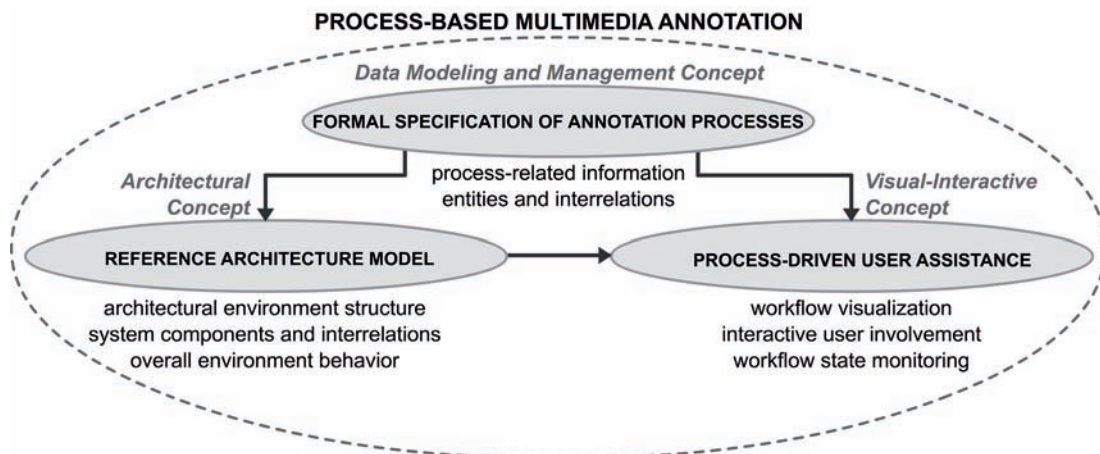 PROCESS-BASED MULTIMEDIA ANNOTATION
Data Modeling and Management Concept
FORMAL SPECIFICATION OF ANNOTATION PROCESSES
process-related information
entities and interrelations
Architectural
Concept
Visual-Interactive
Concept
REFERENCE ARCHITECTURE MODEL
PROCESS-DRIVEN USER ASSISTANCE
architectural environment structure
system components and interrelations
overall environment behavior
workflow visualization
interactive user involvement
workflow state monitoring